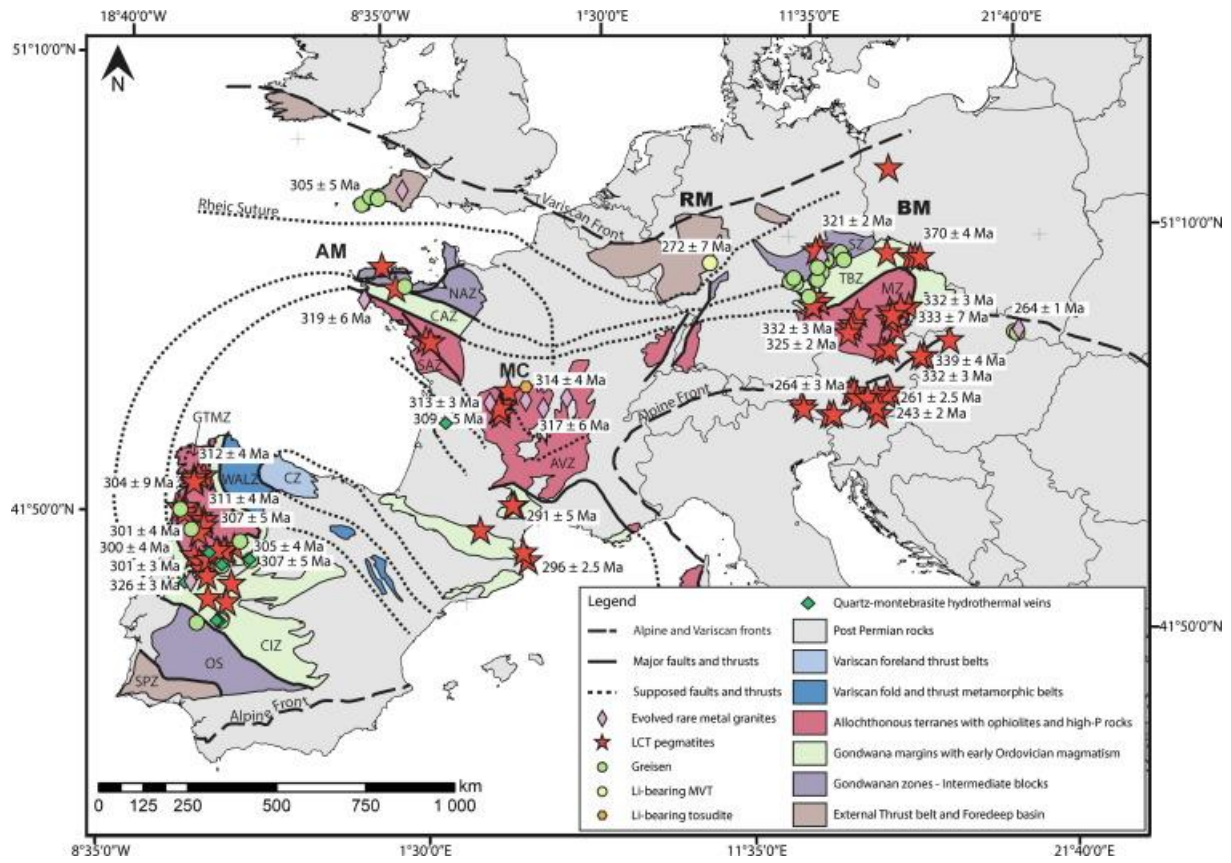 18°40'0"W 8°35'0"W 1°30'0"E 11°35'0"E 21°40'0"E
51°10'0"N
N
305 ± 5 Ma
Variscan Front
Rheic Suture
RM
272 ± 7 Ma
321 ± 2 Ma
BM
370 ± 4 Ma
SZ
TBZ
MZ
51°10'0"N
AM
NAZ
CAZ
319 ± 6 Ma
SAZ
332 ± 3 Ma
325 ± 2 Ma
332 ± 3 Ma
333 ± 7 Ma
264 ± 1 Ma
339 ± 4 Ma
332 ± 3 Ma
MC
314 ± 4 Ma
313 ± 3 Ma
309 ± 5 Ma
317 ± 6 Ma
AVZ
Alpine Front
264 ± 3 Ma
261 ± 2.5 Ma
243 ± 2 Ma
GTMZ
312 ± 4 Ma
WALZ
CZ
304 ± 9 Ma
311 ± 4 Ma
307 ± 5 Ma
41°50'0"N
301 ± 4 Ma
300 ± 4 Ma
305 ± 4 Ma
307 ± 5 Ma
301 ± 3 Ma
326 ± 3 Ma
291 ± 5 Ma
296 ± 2.5 Ma
CIZ
OS
SPZ
Alpine Front
41°50'0"N
Legend
Alpine and Variscan fronts
Major faults and thrusts
Supposed faults and thrusts
Evolved rare metal granites
LCT pegmatites
Greisen
Li-bearing MVT
Li-bearing tosudite
Quartz-montebrasite hydrothermal veins
Post Permian rocks
Variscan foreland thrust belts
Variscan fold and thrust metamorphic belts
Allochthonous terranes with ophiolites and high-P rocks
Gondwana margins with early Ordovician magmatism
Gondwanan zones - Intermediate blocks
External Thrust belt and Foredeep basin
km
0 125 250 500 750 1 000
8°35'0"W 1°30'0"E 11°35'0"E 21°40'0"E